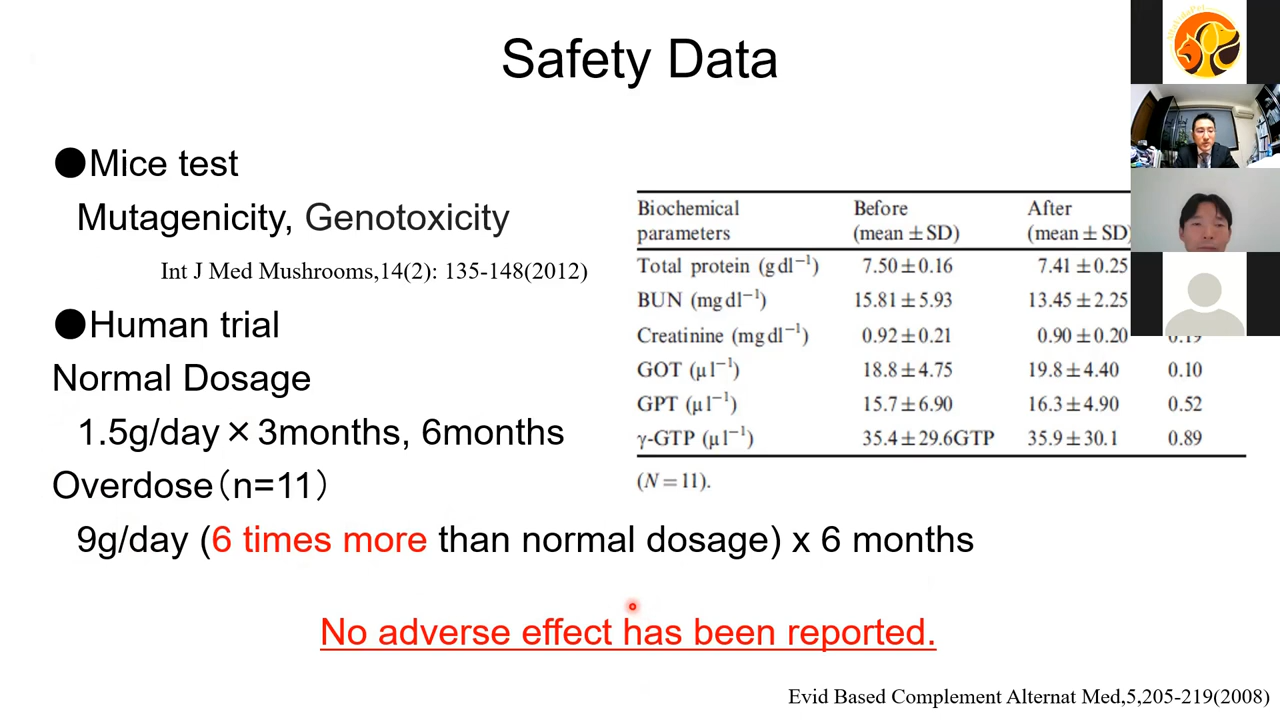 Safety Data
●Mice test
Mutagenicity, Genotoxicity
Int J Med Mushrooms,14(2): 135-148(2012)
●Human trial
Normal Dosage
1.5g/day × 3months, 6months
Overdose（n=11）
9g/day (6 times more than normal dosage) x 6 months
No adverse effect has been reported.
Biochemical parameters Before (mean ± SD) After (mean ± SD)
Total protein (g dl⁻¹) 7.50 ± 0.16 7.41 ± 0.25
BUN (mg dl⁻¹) 15.81 ± 5.93 13.45 ± 2.25
Creatinine (mg dl⁻¹) 0.92 ± 0.21 0.90 ± 0.20
GOT (μ l⁻¹) 18.8 ± 4.75 19.8 ± 4.40 0.10
GPT (μ l⁻¹) 15.7 ± 6.90 16.3 ± 4.90 0.52
γ-GTP (μ l⁻¹) 35.4 ± 29.6GTP 35.9 ± 30.1 0.89
(N = 11).
Evid Based Complement Alternat Med,5,205-219(2008)